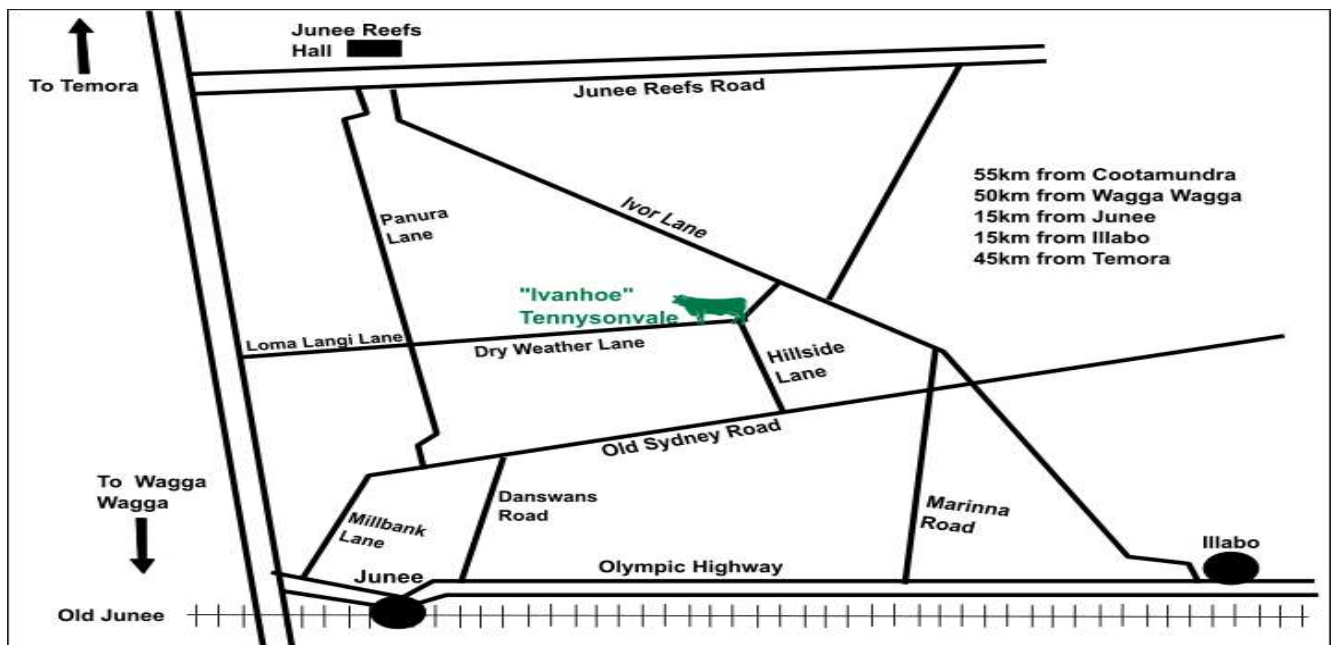 Junee Reefs
Hall
To Temora
Junee Reefs Road
55km from Cootamundra
50km from Wagga Wagga
15km from Junee
15km from Illabo
45km from Temora
Panura
Lane
Ivor Lane
"Ivanhoe"
Tennysonvale
Loma Langi Lane
Dry Weather Lane
Hillside
Lane
Old Sydney Road
To Wagga
Wagga
Danswans
Road
Marinna
Road
Millbank
Lane
Illabo
Junee
Olympic Highway
Old Junee